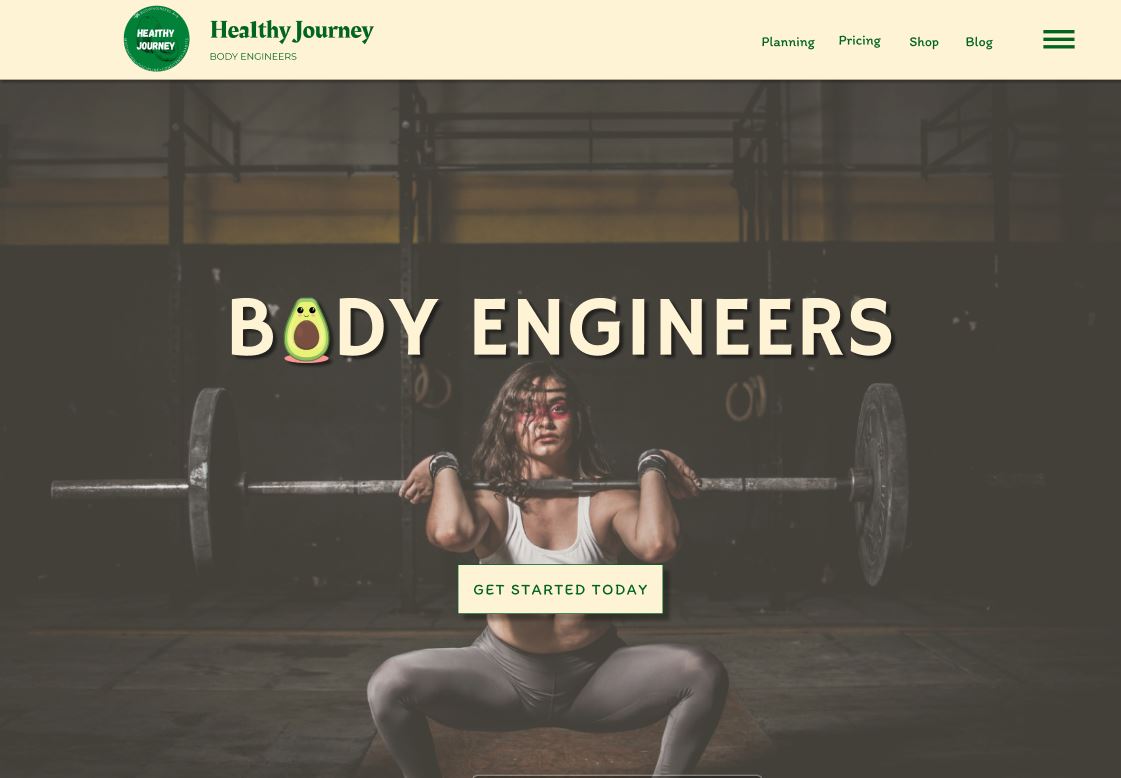 HEALTHY
JOURNEY
Healthy Journey
BODY ENGINEERS
Planning Pricing Shop Blog
B DY ENGINEERS
GET STARTED TODAY